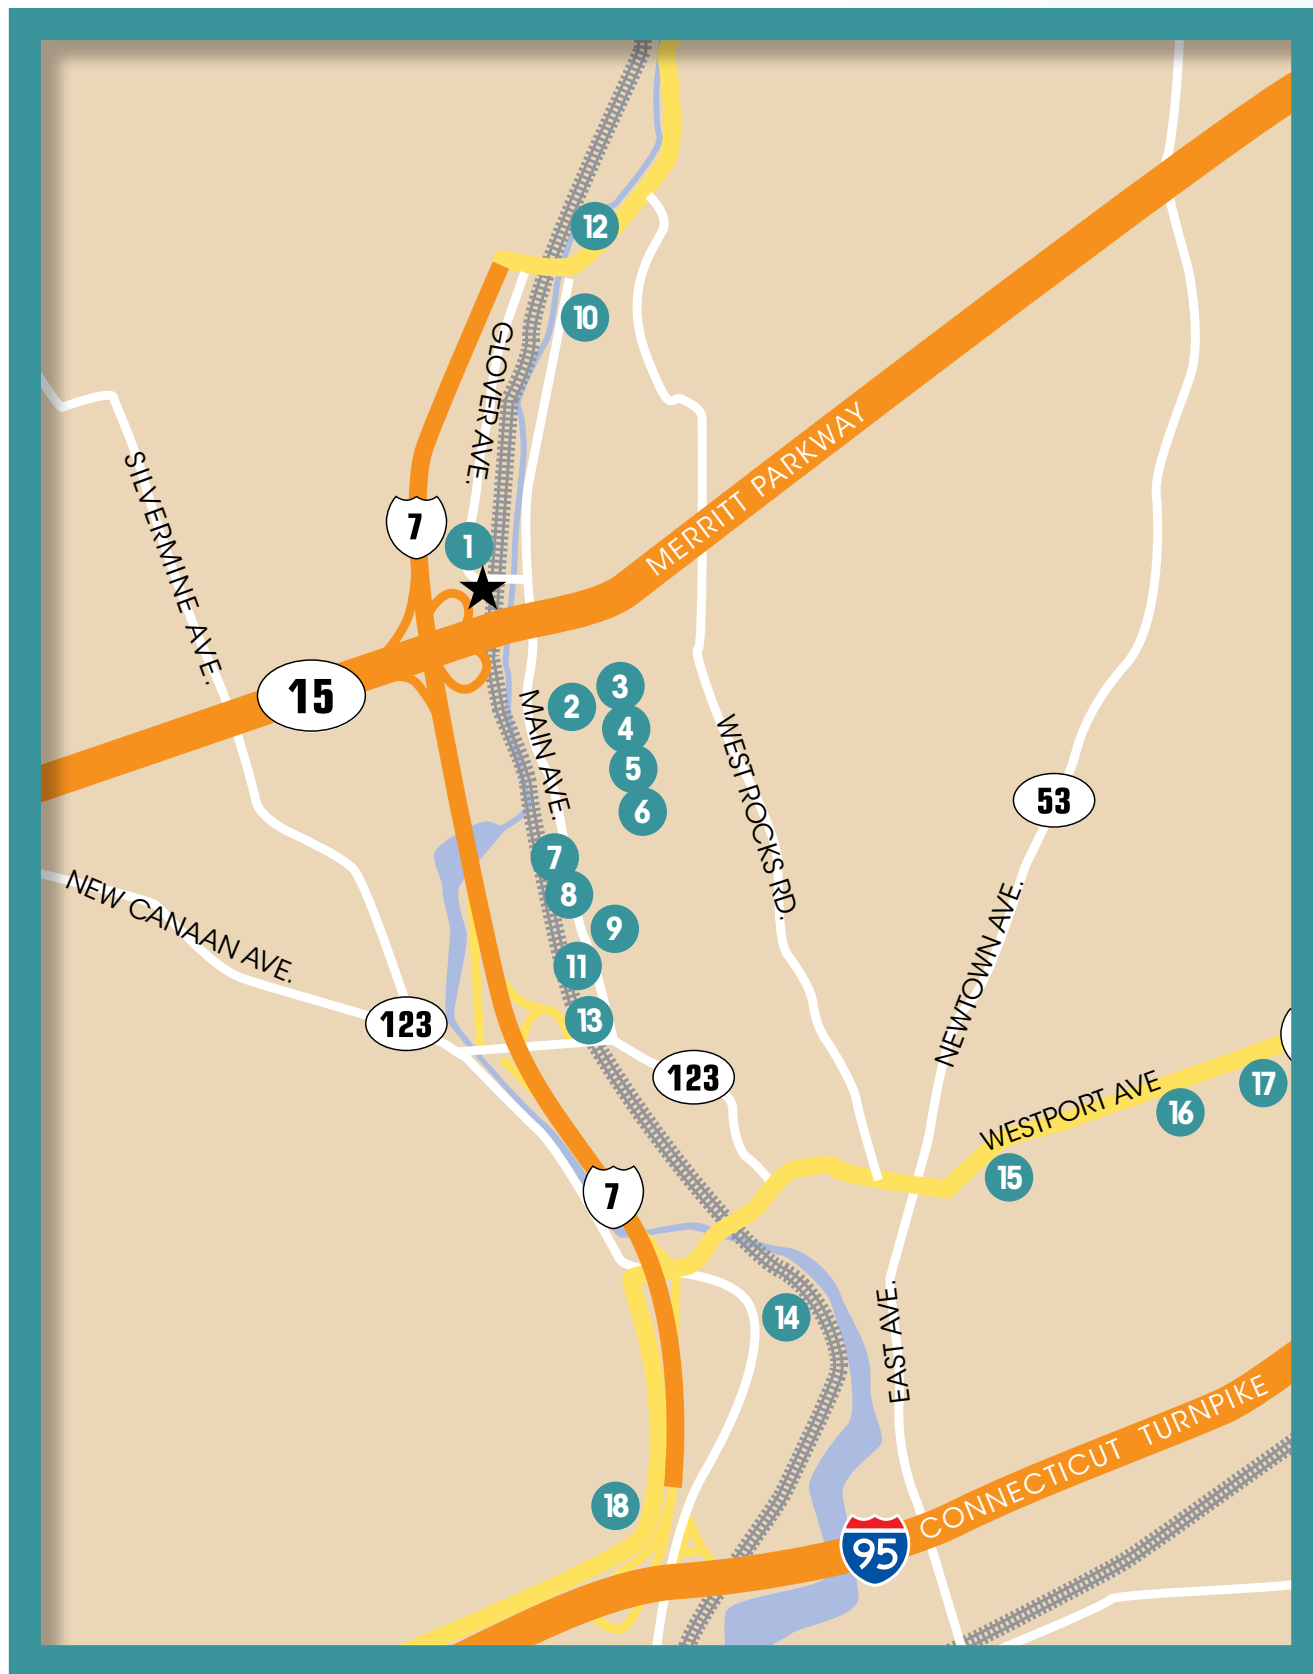 12
10
GLOVER AVE.
MERRITT PARKWAY
SILVERMINE AVE.
7
1
15
3
2
4
5
6
MAIN AVE.
WEST ROCKS RD.
53
7
8
9
11
13
NEW CANAAN AVE.
123
123
NEWTOWN AVE.
WESTPORT AVE
17
16
15
7
14
EAST AVE.
CONNECTICUT TURNPIKE
18
95